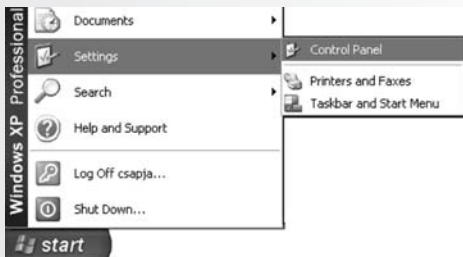 Windows XP Professional
Documents
Settings
Search
Help and Support
Log Off csapja...
Shut Down...
start
Control Panel
Printers and Faxes
Taskbar and Start Menu